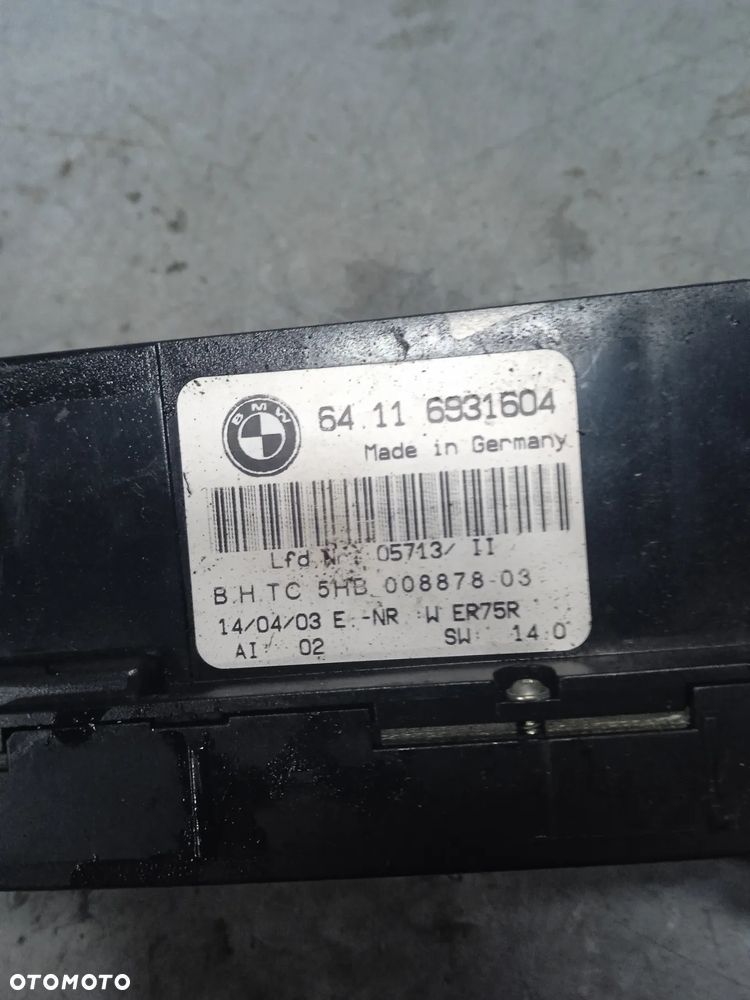 BMW
64.11 6931604
Made in Germany
Lfd.Nr: 05713/ II
B.H.TC 5HB 008878-03
14/04/03 E.-NR :W ER75R
AI: 02 SW: 14.0
OTOMOTO